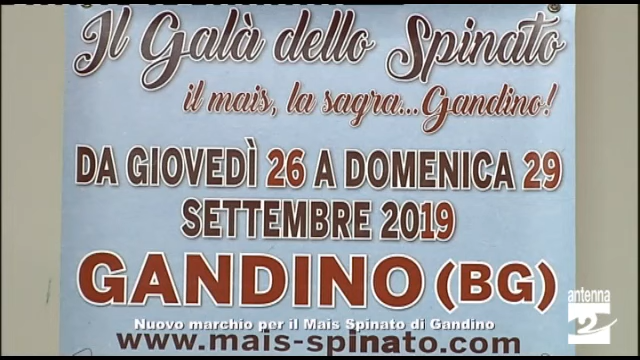 Il Galà dello Spinato
il mais, la sagra...Gandino!
DA GIOVEDÌ 26 A DOMENICA 29
SETTEMBRE 2019
GANDINO (BG)
Nuovo marchio per il Mais Spinato di Gandino
www.mais-spinato.com
antenna
2